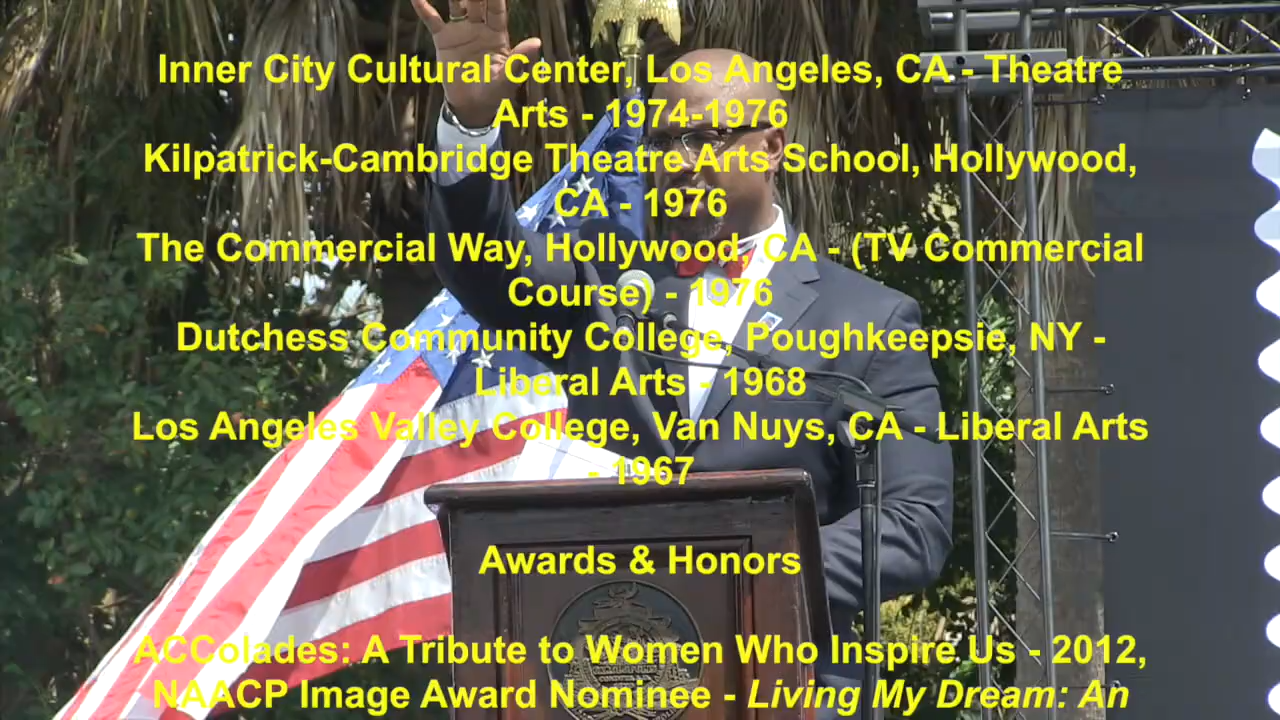 Inner City Cultural Center, Los Angeles, CA - Theatre
Arts - 1974-1976
Kilpatrick-Cambridge Theatre Arts School, Hollywood,
CA - 1976
The Commercial Way, Hollywood, CA - (TV Commercial
Course) - 1976
Dutchess Community College, Poughkeepsie, NY -
Liberal Arts - 1968
Los Angeles Valley College, Van Nuys, CA - Liberal Arts
- 1967
Awards & Honors
ACColades: A Tribute to Women Who Inspire Us - 2012,
NAACP Image Award Nominee - Living My Dream: An